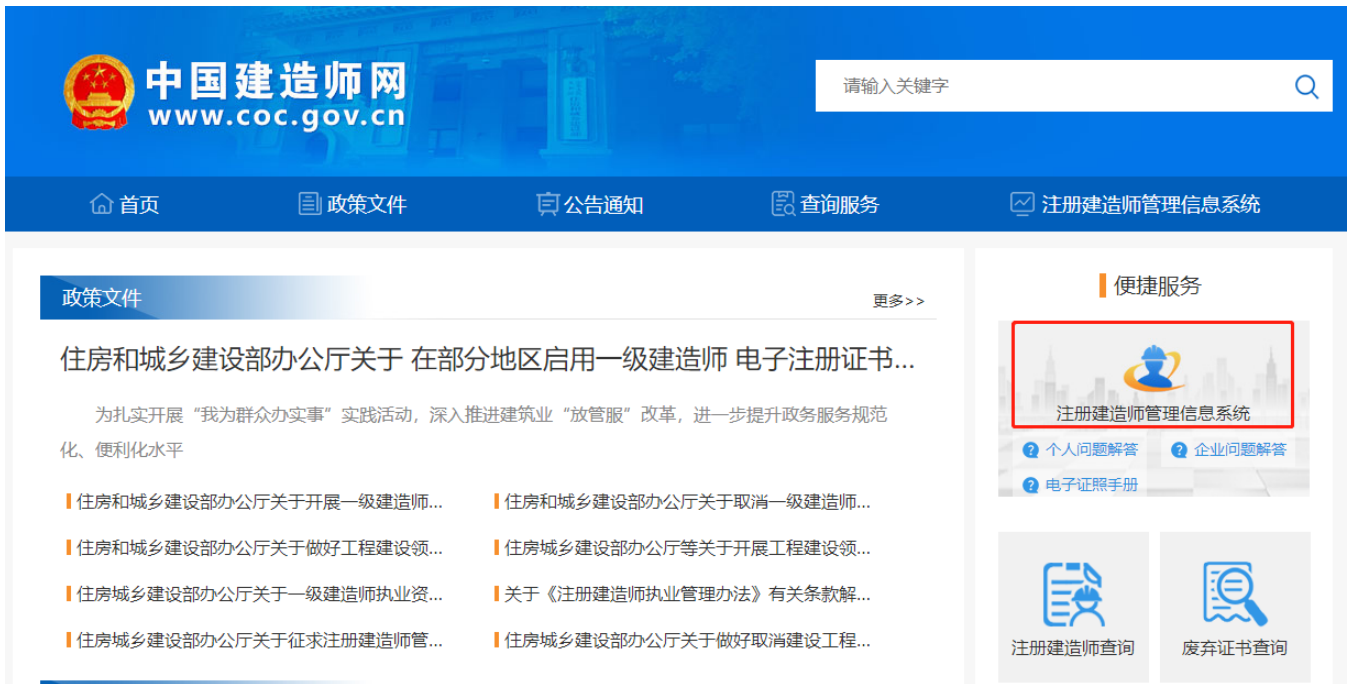 中国建造师网
www.coc.gov.cn
请输入关键字
首页
政策文件
公告通知
查询服务
注册建造师管理信息系统
政策文件
更多>>
住房和城乡建设部办公厅关于 在部分地区启用一级建造师 电子注册证书...
为扎实开展“我为群众办实事”实践活动，深入推进建筑业“放管服”改革，进一步提升政务服务规范
化、便利化水平
住房和城乡建设部办公厅关于开展一级建造师...
住房和城乡建设部办公厅关于取消一级建造师...
住房和城乡建设部办公厅关于做好工程建设领...
住房城乡建设部办公厅等关于开展工程建设领...
住房城乡建设部办公厅关于一级建造师执业资...
关于《注册建造师执业管理办法》有关条款解...
住房城乡建设部办公厅关于征求注册建造师管...
住房城乡建设部办公厅关于做好取消建设工程...
便捷服务
注册建造师管理信息系统
个人问题解答
企业问题解答
电子证照手册
注册建造师查询
废弃证书查询